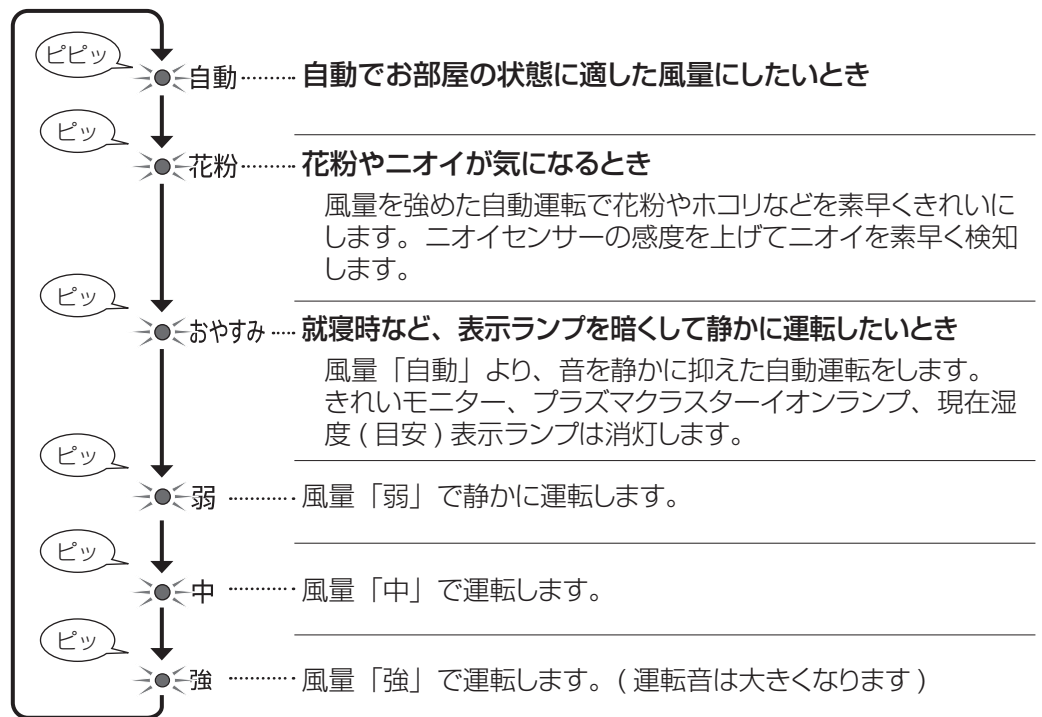 ピピッ
自動 ········· 自動でお部屋の状態に適した風量にしたいとき
ピッ
花粉 ········· 花粉やニオイが気になるとき
風量を強めた自動運転で花粉やホコリなどを素早くきれいに
します。ニオイセンサーの感度を上げてニオイを素早く検知
します。
ピッ
おやすみ ····· 就寝時など、表示ランプを暗くして静かに運転したいとき
風量「自動」より、音を静かに抑えた自動運転をします。
きれいモニター、プラズマクラスターイオンランプ、現在湿
度 ( 目安 ) 表示ランプは消灯します。
ピッ
弱 ··········· 風量「弱」で静かに運転します。
ピッ
中 ··········· 風量「中」で運転します。
ピッ
強 ··········· 風量「強」で運転します。( 運転音は大きくなります )